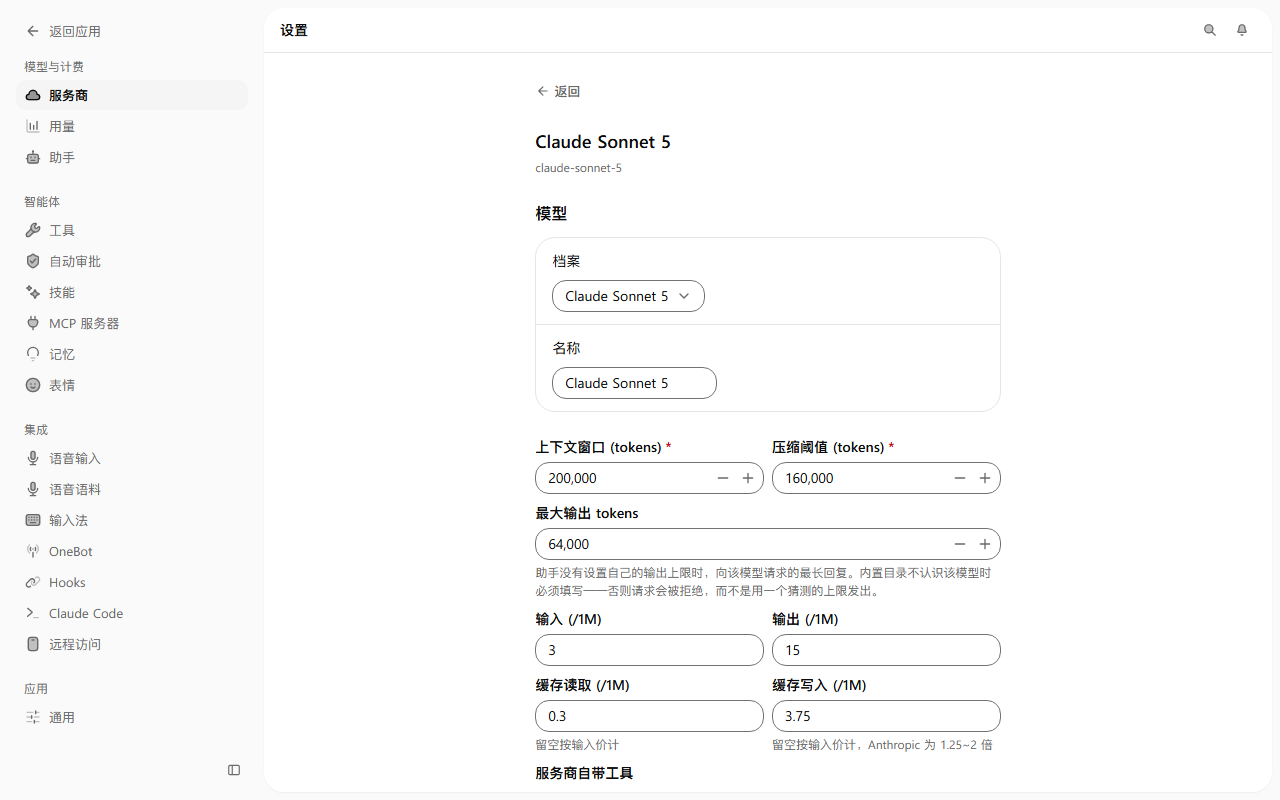 返回应用
模型与计费
服务商
用量
助手
智能体
工具
自动审批
技能
MCP 服务器
记忆
表情
集成
语音输入
语音语料
输入法
OneBot
Hooks
Claude Code
远程访问
应用
通用
设置
返回
Claude Sonnet 5
claude-sonnet-5
模型
档案
Claude Sonnet 5
名称
Claude Sonnet 5
上下文窗口 (tokens) * 压缩阈值 (tokens) *
200,000 160,000
最大输出 tokens
64,000
助手没有设置自己的输出上限时，向该模型请求的最长回复。内置目录不认识该模型时
必须填写——否则请求会被拒绝，而不是用一个猜测的上限发出。
输入 (/1M) 输出 (/1M)
3 15
缓存读取 (/1M) 缓存写入 (/1M)
0.3 3.75
留空按输入价计 留空按输入价计，Anthropic 为 1.25~2 倍
服务商自带工具